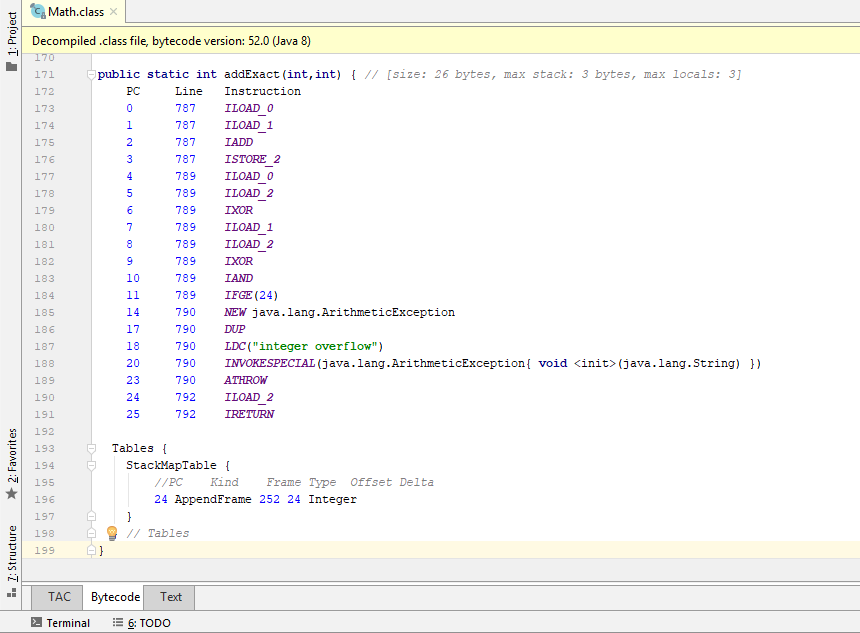 Math.class
1: Project
Decompiled .class file, bytecode version: 52.0 (Java 8)
170
171 public static int addExact(int,int) { // [size: 26 bytes, max stack: 3 bytes, max locals: 3]
172 PC Line Instruction
173 0 787 ILOAD_0
174 1 787 ILOAD_1
175 2 787 IADD
176 3 787 ISTORE_2
177 4 789 ILOAD_0
178 5 789 ILOAD_2
179 6 789 IXOR
180 7 789 ILOAD_1
181 8 789 ILOAD_2
182 9 789 IXOR
183 10 789 IAND
184 11 789 IFGE(24)
185 14 790 NEW java.lang.ArithmeticException
186 17 790 DUP
187 18 790 LDC("integer overflow")
188 20 790 INVOKESPECIAL(java.lang.ArithmeticException{ void <init>(java.lang.String) })
189 23 790 ATHROW
190 24 792 ILOAD_2
191 25 792 IRETURN
192
193 Tables {
194 StackMapTable {
195 //PC Kind Frame Type Offset Delta
196 24 AppendFrame 252 24 Integer
197 }
198 // Tables
199 }
2: Favorites
7: Structure
TAC Bytecode Text
Terminal 6: TODO